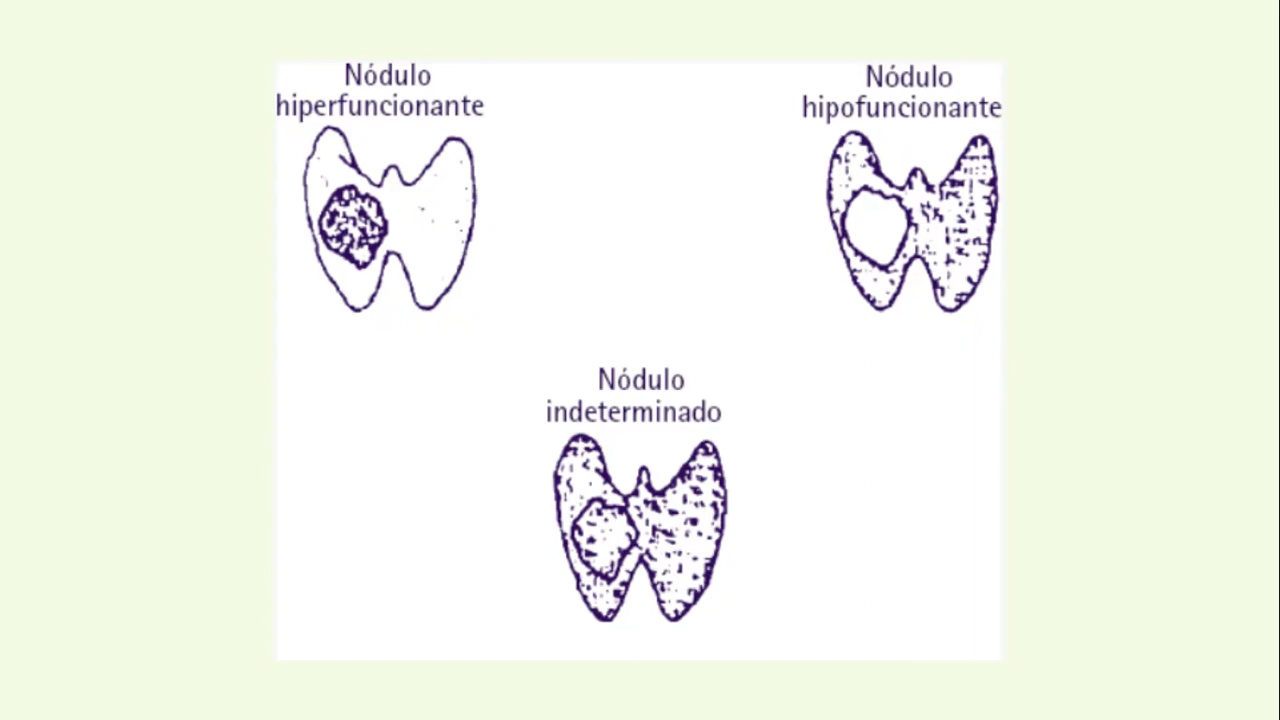 Nódulo
hiperfuncionante
Nódulo
hipofuncionante
Nódulo
indeterminado